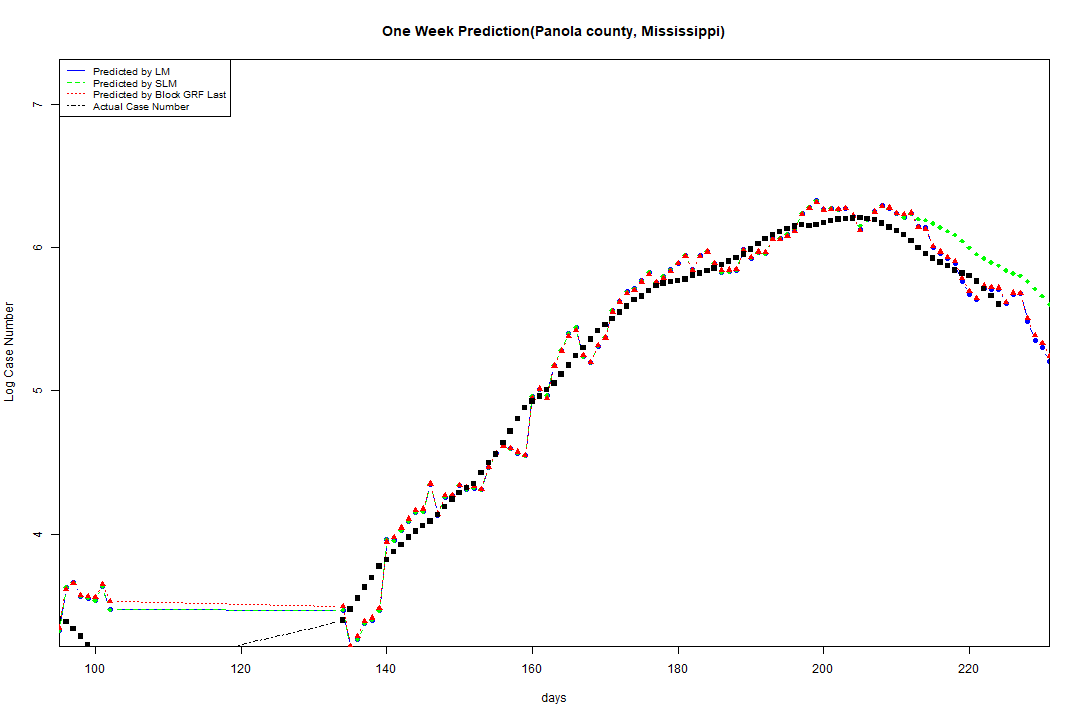 One Week Prediction(Panola county, Mississippi)
Predicted by LM
Predicted by SLM
Predicted by Block GRF Last
Actual Case Number
7
6
5
4
Log Case Number
100 120 140 160 180 200 220
days